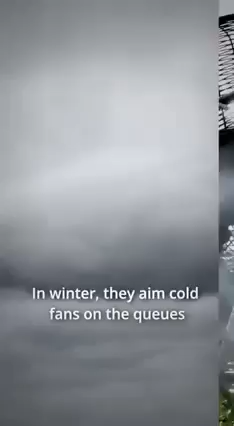 In winter, they aim cold
fans on the queues